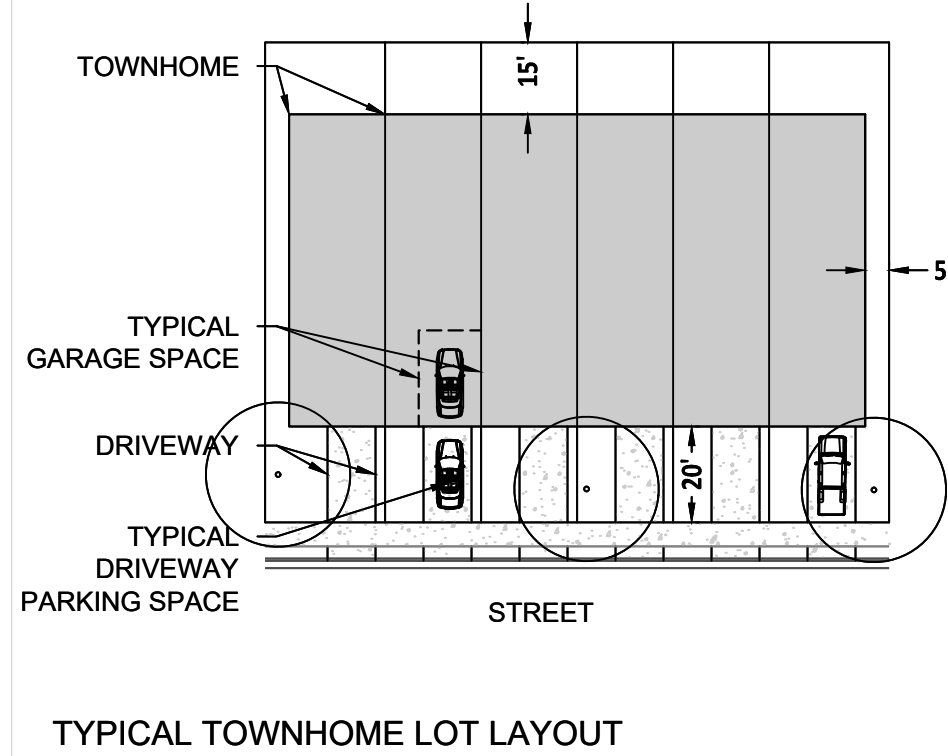 15'
TOWNHOME
5
TYPICAL
GARAGE SPACE
DRIVEWAY
20'
TYPICAL
DRIVEWAY
PARKING SPACE
STREET
TYPICAL TOWNHOME LOT LAYOUT